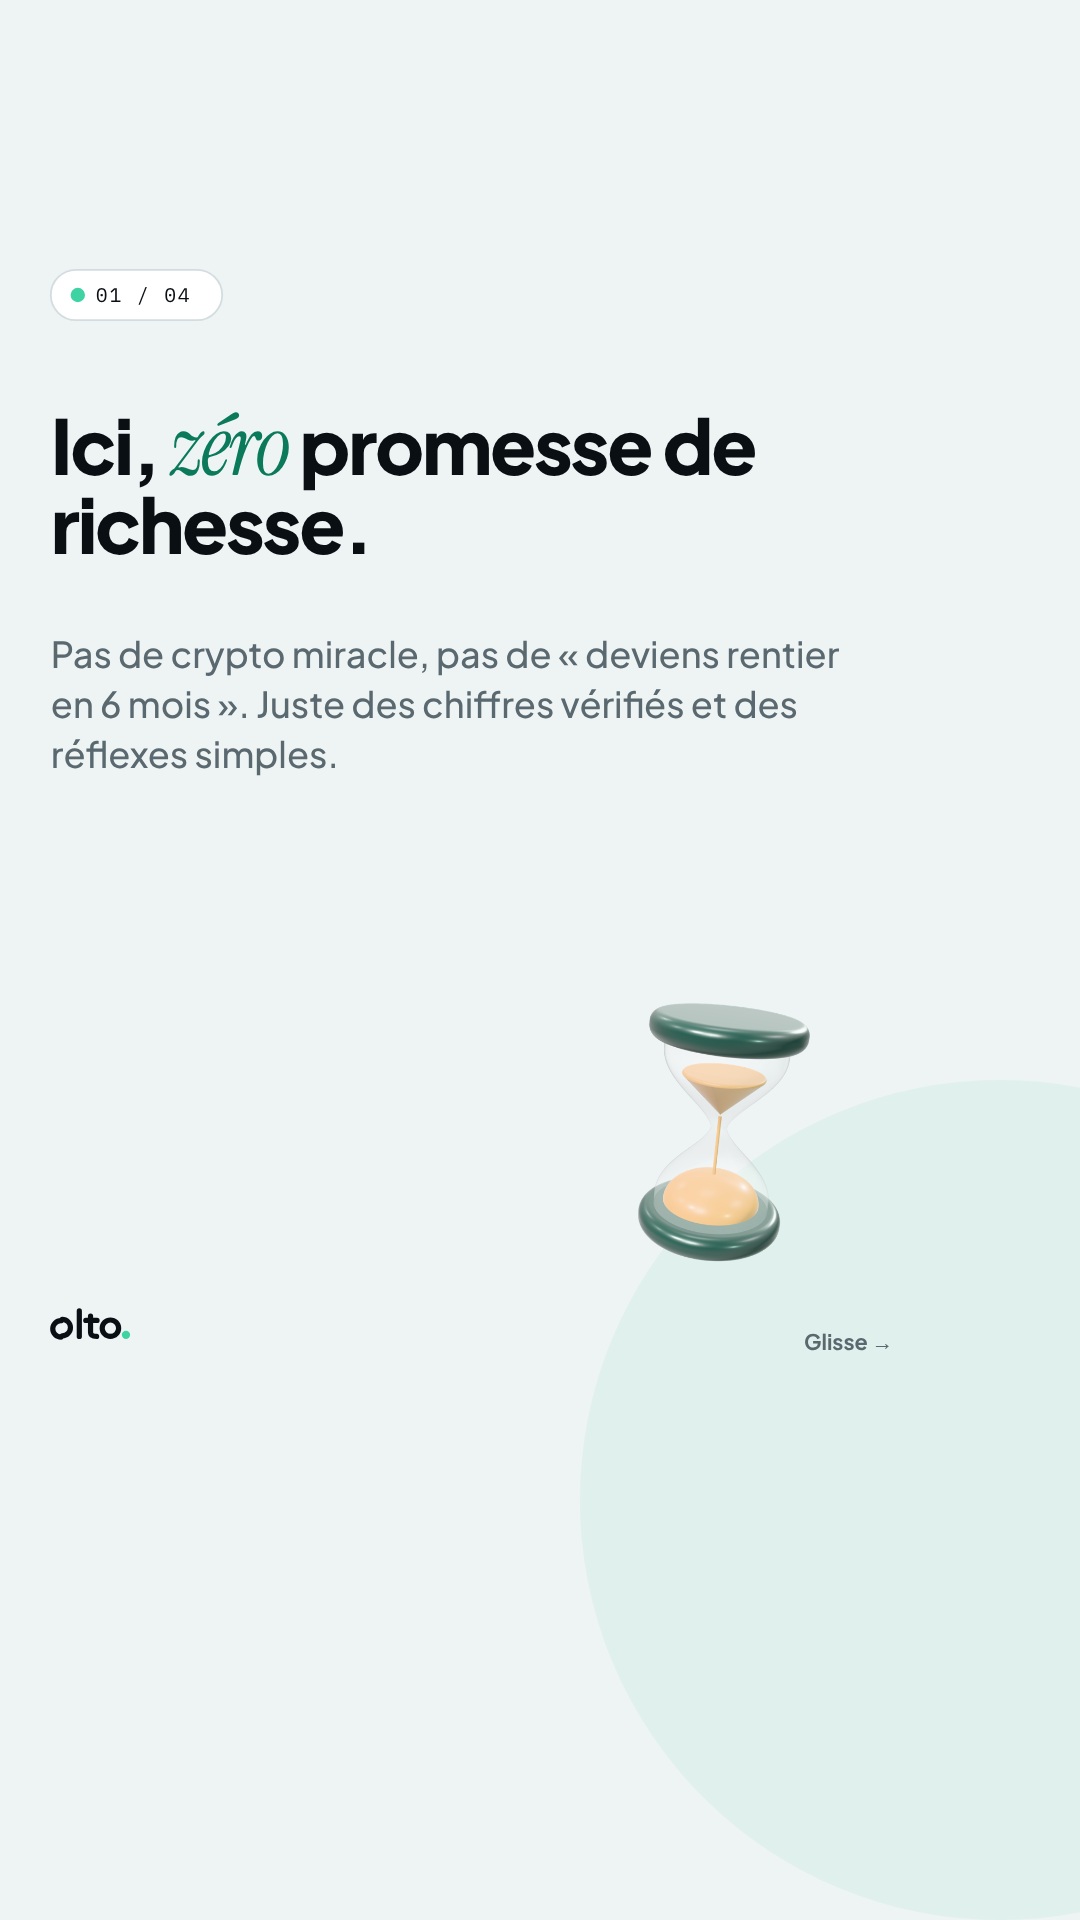 01 / 04
Ici, zéro promesse de
richesse.
Pas de crypto miracle, pas de « deviens rentier
en 6 mois ». Juste des chiffres vérifiés et des
réflexes simples.
olto.
Glisse →